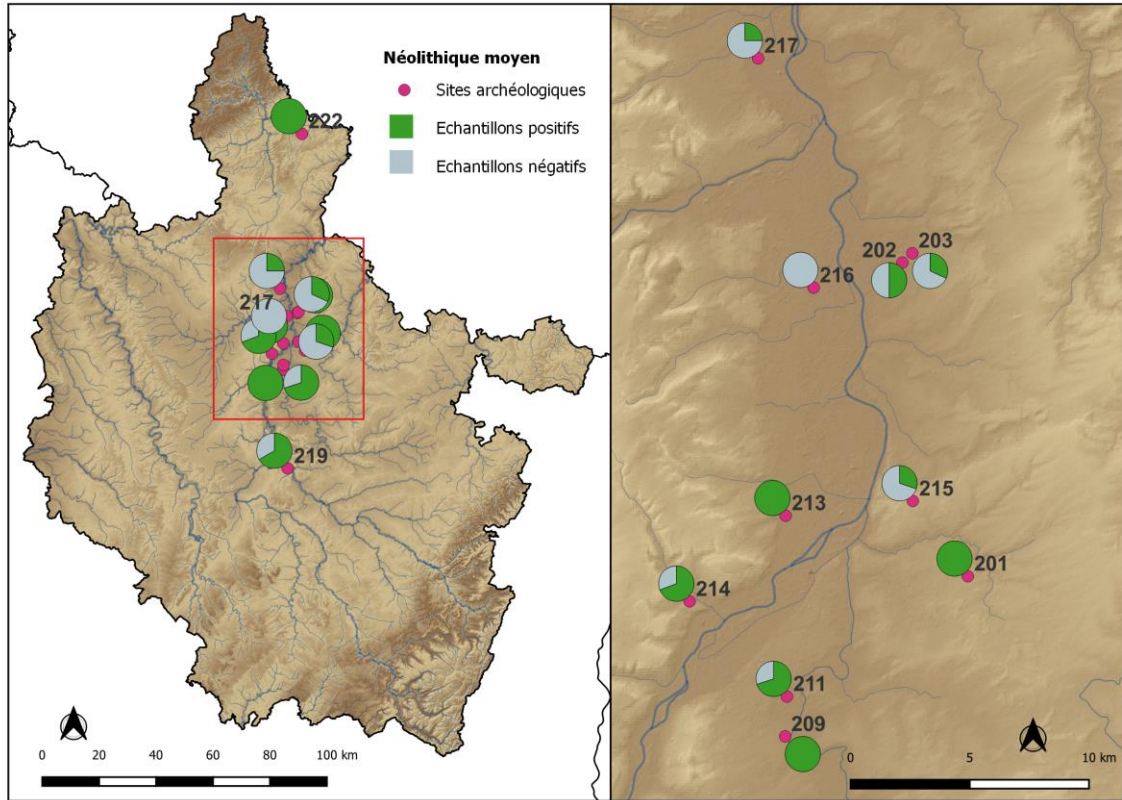 Néolithique moyen
Sites archéologiques
Echantillons positifs
Echantillons négatifs
222
217
219
0 20 40 60 80 100 km
217
203
202
216
215
213
201
214
211
209
0 5 10 km